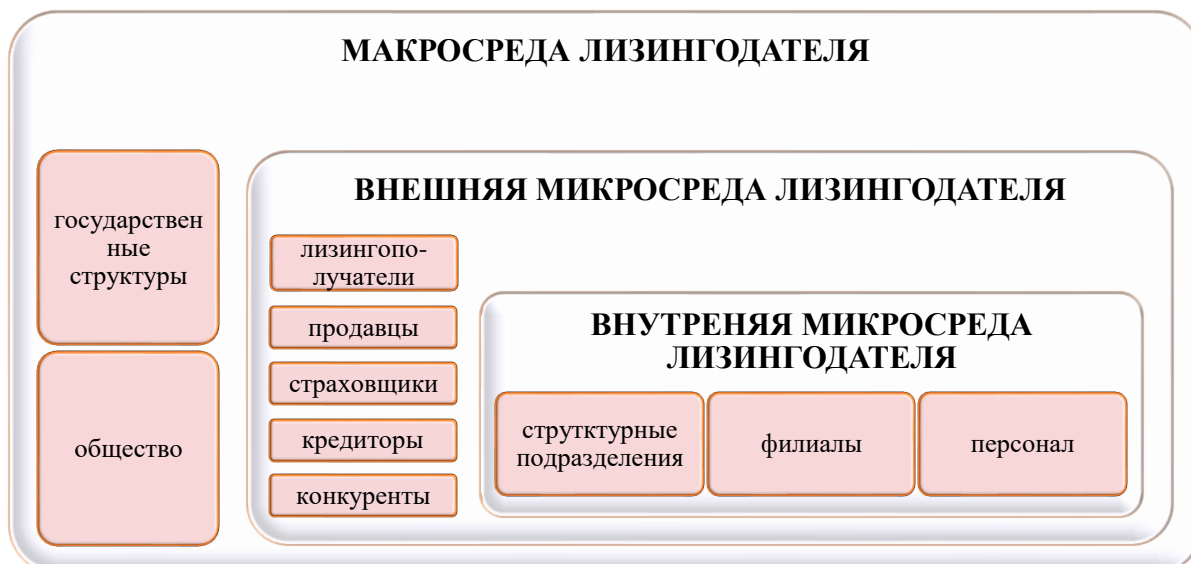 МАКРОСРЕДА ЛИЗИНГОДАТЕЛЯ
государствен
ные
структуры
общество
ВНЕШНЯЯ МИКРОСРЕДА ЛИЗИНГОДАТЕЛЯ
лизингопо-
лучатели
продавцы
страховщики
кредиторы
конкуренты
ВНУТРЕНЯЯ МИКРОСРЕДА
ЛИЗИНГОДАТЕЛЯ
струтктурные
подразделения
филиалы
персонал